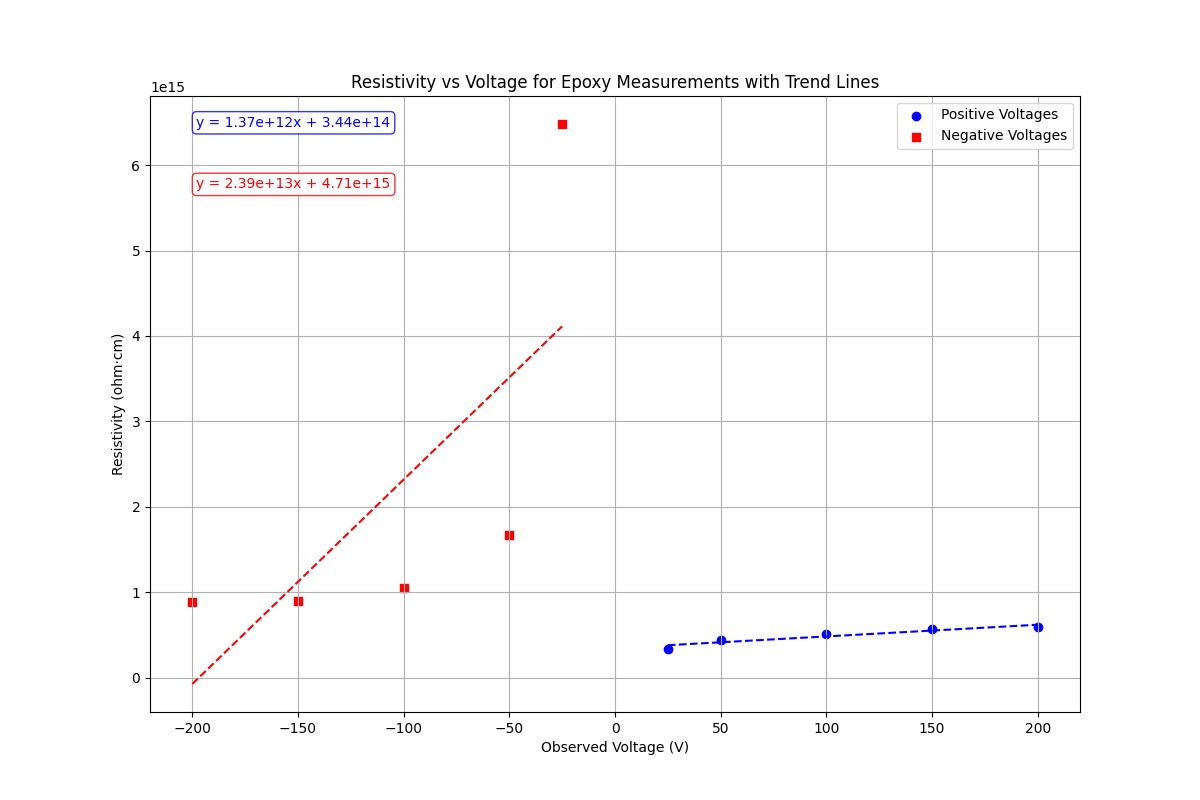 Resistivity vs Voltage for Epoxy Measurements with Trend Lines
1e15
y = 1.37e+12x + 3.44e+14
y = 2.39e+13x + 4.71e+15
Positive Voltages
Negative Voltages
6
5
4
3
2
1
0
Resistivity (ohm·cm)
−200 −150 −100 −50 0 50 100 150 200
Observed Voltage (V)